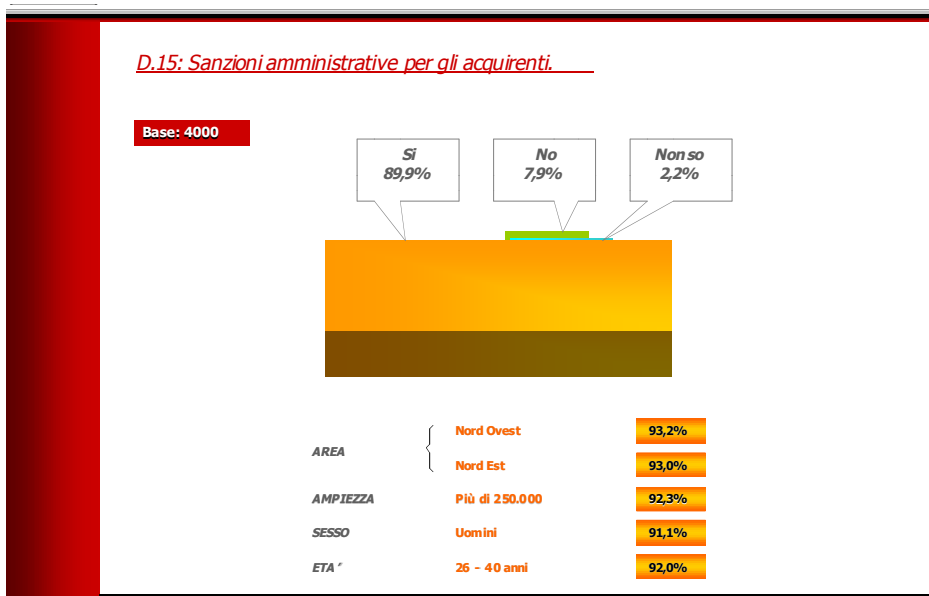 D.15: Sanzioni amministrative per gli acquirenti.
Base: 4000
Si
89,9%
No
7,9%
Non so
2,2%
AREA
Nord Ovest
93,2%
Nord Est
93,0%
AMPIEZZA
Più di 250.000
92,3%
SESSO
Uomini
91,1%
ETA’
26 – 40 anni
92,0%